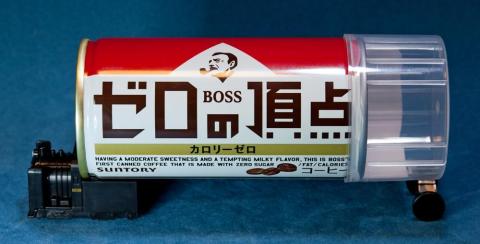 BOSS
ゼロの頂点
カロリーゼロ
HAVING A MODERATE SWEETNESS AND A TEMPTING MILKY FLAVOR, THIS IS BOSS'S
FIRST CANNED COFFEE THAT IS MADE WITH ZERO SUGAR /FAT/CALORIES
SUNTORY コーヒー